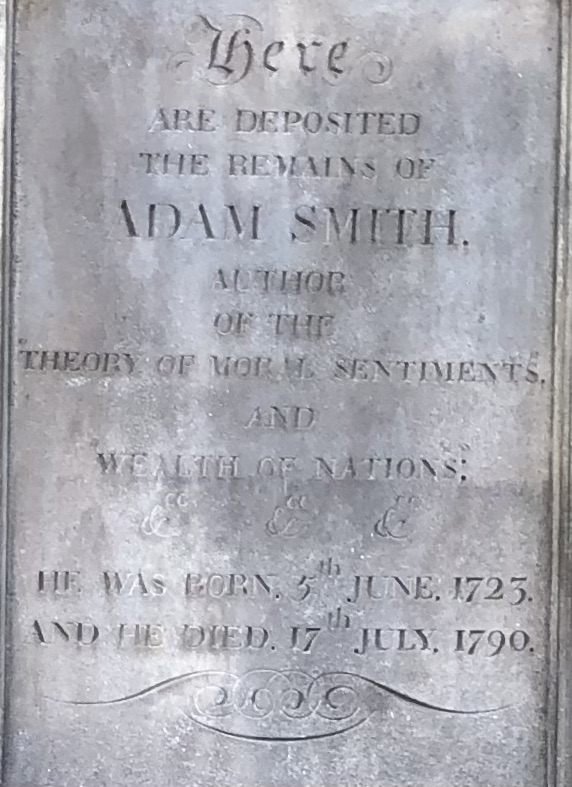 Here
ARE DEPOSITED
THE REMAINS OF
ADAM SMITH.
AUTHOR
OF THE
THEORY OF MORAL SENTIMENTS,
AND
WEALTH OF NATIONS;
&c &c &c
HE WAS BORN, 5th JUNE, 1723.
AND HE DIED, 17th JULY, 1790.